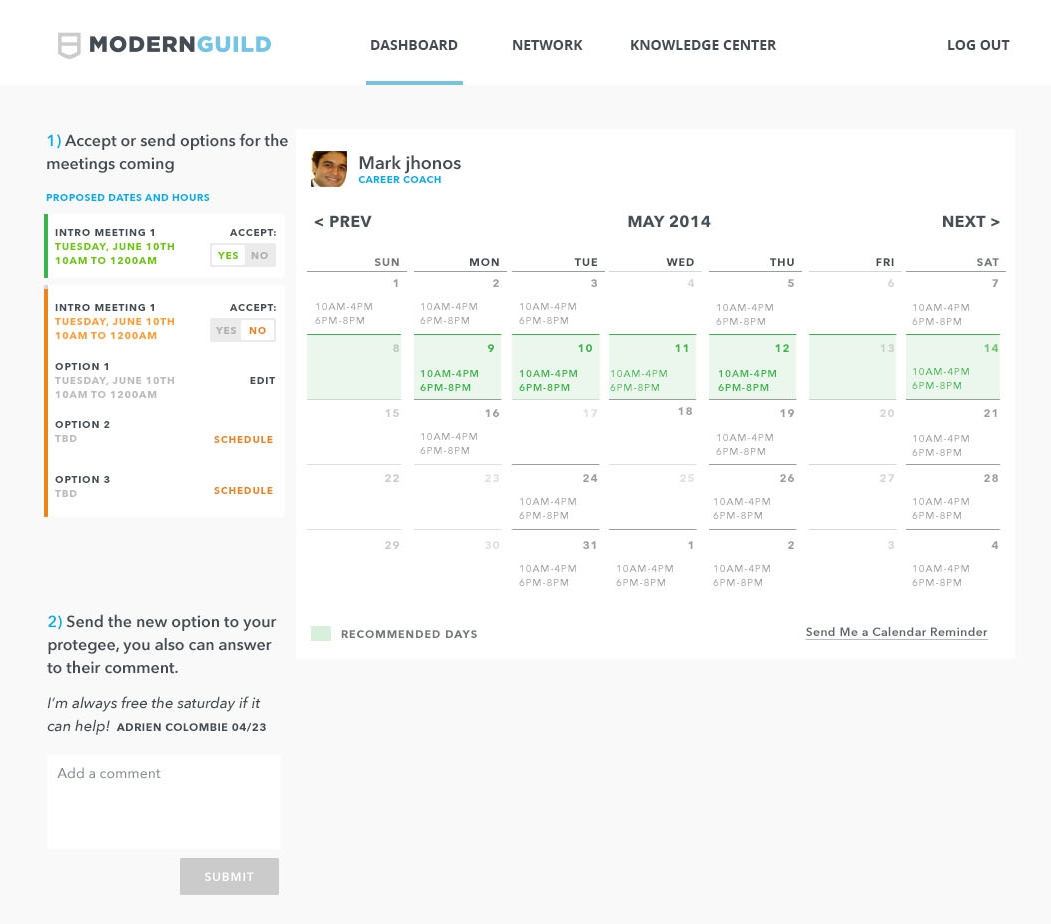 MODERNGUILD
DASHBOARD
NETWORK
KNOWLEDGE CENTER
LOG OUT
1) Accept or send options for the
meetings coming
PROPOSED DATES AND HOURS
INTRO MEETING 1 ACCEPT:
TUESDAY, JUNE 10TH
10AM TO 1200AM YES NO
INTRO MEETING 1 ACCEPT:
TUESDAY, JUNE 10TH
10AM TO 1200AM YES NO
OPTION 1
TUESDAY, JUNE 10TH EDIT
10AM TO 1200AM
OPTION 2
TBD SCHEDULE
OPTION 3
TBD SCHEDULE
2) Send the new option to your
protegee, you also can answer
to their comment.
I'm always free the saturday if it
can help! ADRIEN COLOMBIE 04/23
Add a comment
SUBMIT
Mark jhonos
CAREER COACH
< PREV MAY 2014 NEXT >
SUN MON TUE WED THU FRI SAT
1 2 3 4 5 6 7
10AM-4PM 10AM-4PM 10AM-4PM 10AM-4PM 10AM-4PM
6PM-8PM 6PM-8PM 6PM-8PM 6PM-8PM 6PM-8PM
8 9 10 11 12 13 14
10AM-4PM 10AM-4PM 10AM-4PM 10AM-4PM 10AM-4PM
6PM-8PM 6PM-8PM 6PM-8PM 6PM-8PM 6PM-8PM
15 16 17 18 19 20 21
10AM-4PM 10AM-4PM 10AM-4PM
6PM-8PM 6PM-8PM 6PM-8PM
22 23 24 25 26 27 28
10AM-4PM 10AM-4PM 10AM-4PM
6PM-8PM 6PM-8PM 6PM-8PM
29 30 31 1 2 3 4
10AM-4PM 10AM-4PM 10AM-4PM 10AM-4PM
6PM-8PM 6PM-8PM 6PM-8PM 6PM-8PM
RECOMMENDED DAYS
Send Me a Calendar Reminder